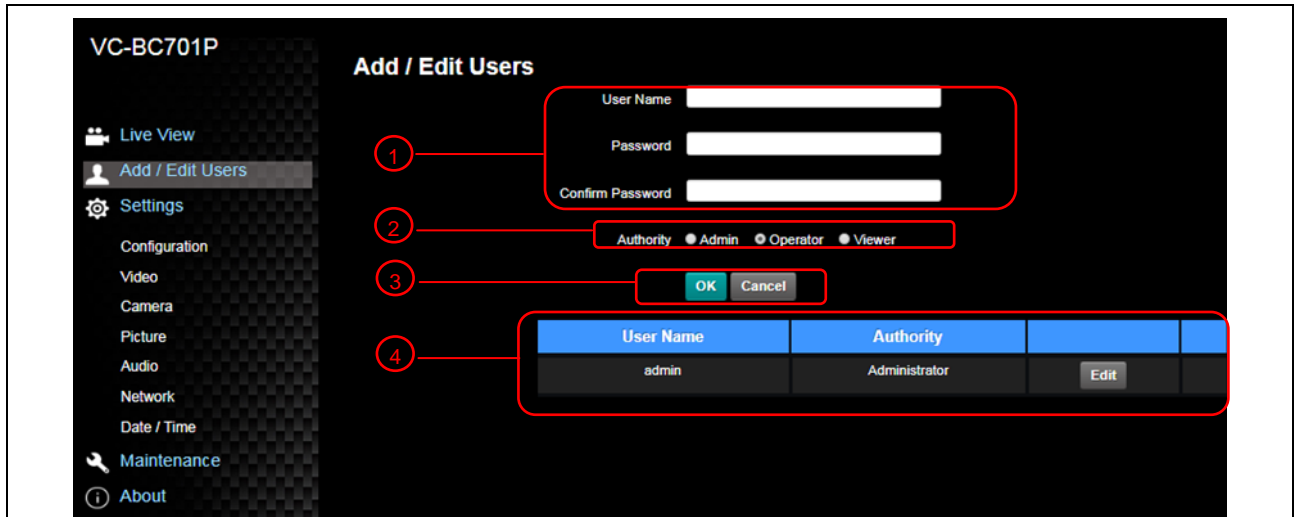 VC-BC701P
Live View
Add / Edit Users
Settings
Configuration
Video
Camera
Picture
Audio
Network
Date / Time
Maintenance
About
Add / Edit Users
1
User Name
Password
Confirm Password
2
Authority Admin Operator Viewer
3
OK Cancel
4
User Name Authority
admin Administrator Edit